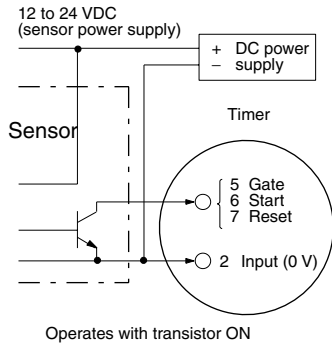 12 to 24 VDC
(sensor power supply)
+ DC power
− supply
Timer
Sensor
5 Gate
6 Start
7 Reset
2 Input (0 V)
Operates with transistor ON